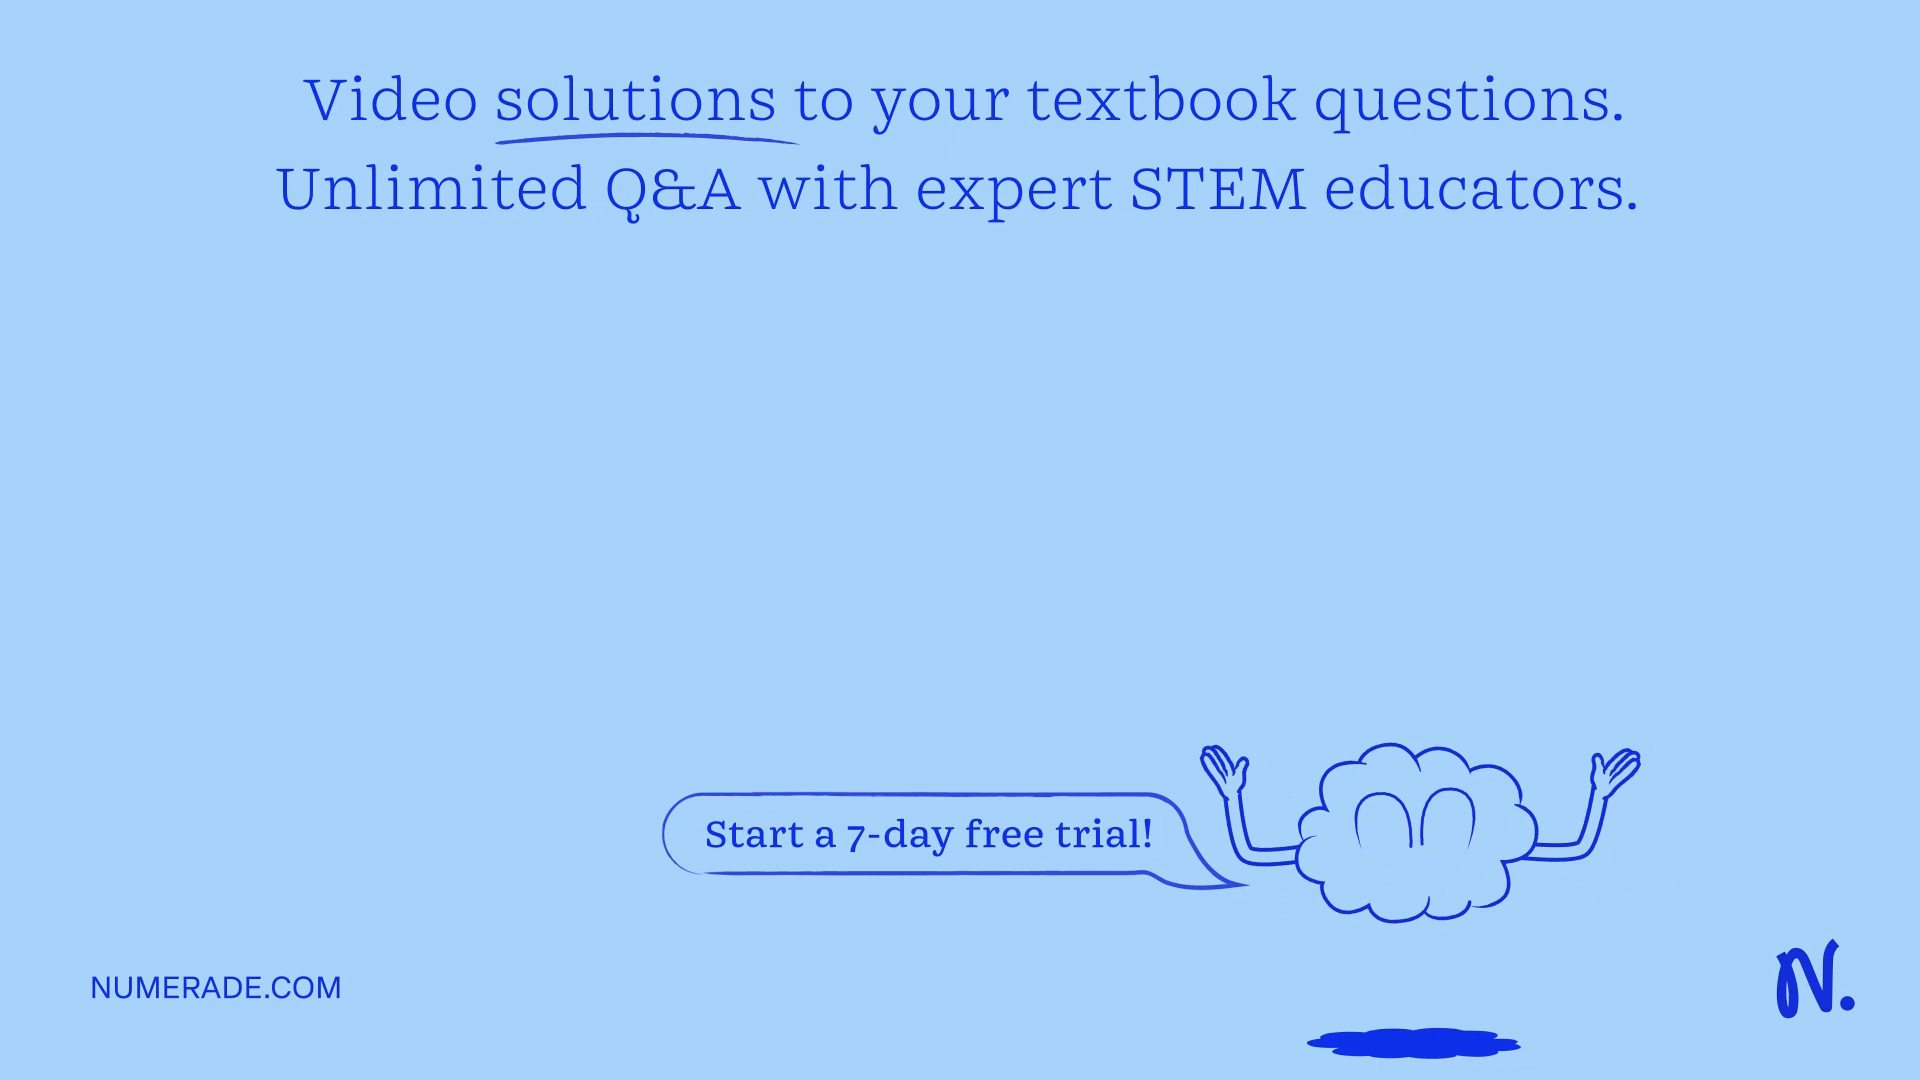 Video solutions to your textbook questions.
Unlimited Q&A with expert STEM educators.
Start a 7-day free trial!
NUMERADE.COM
N.